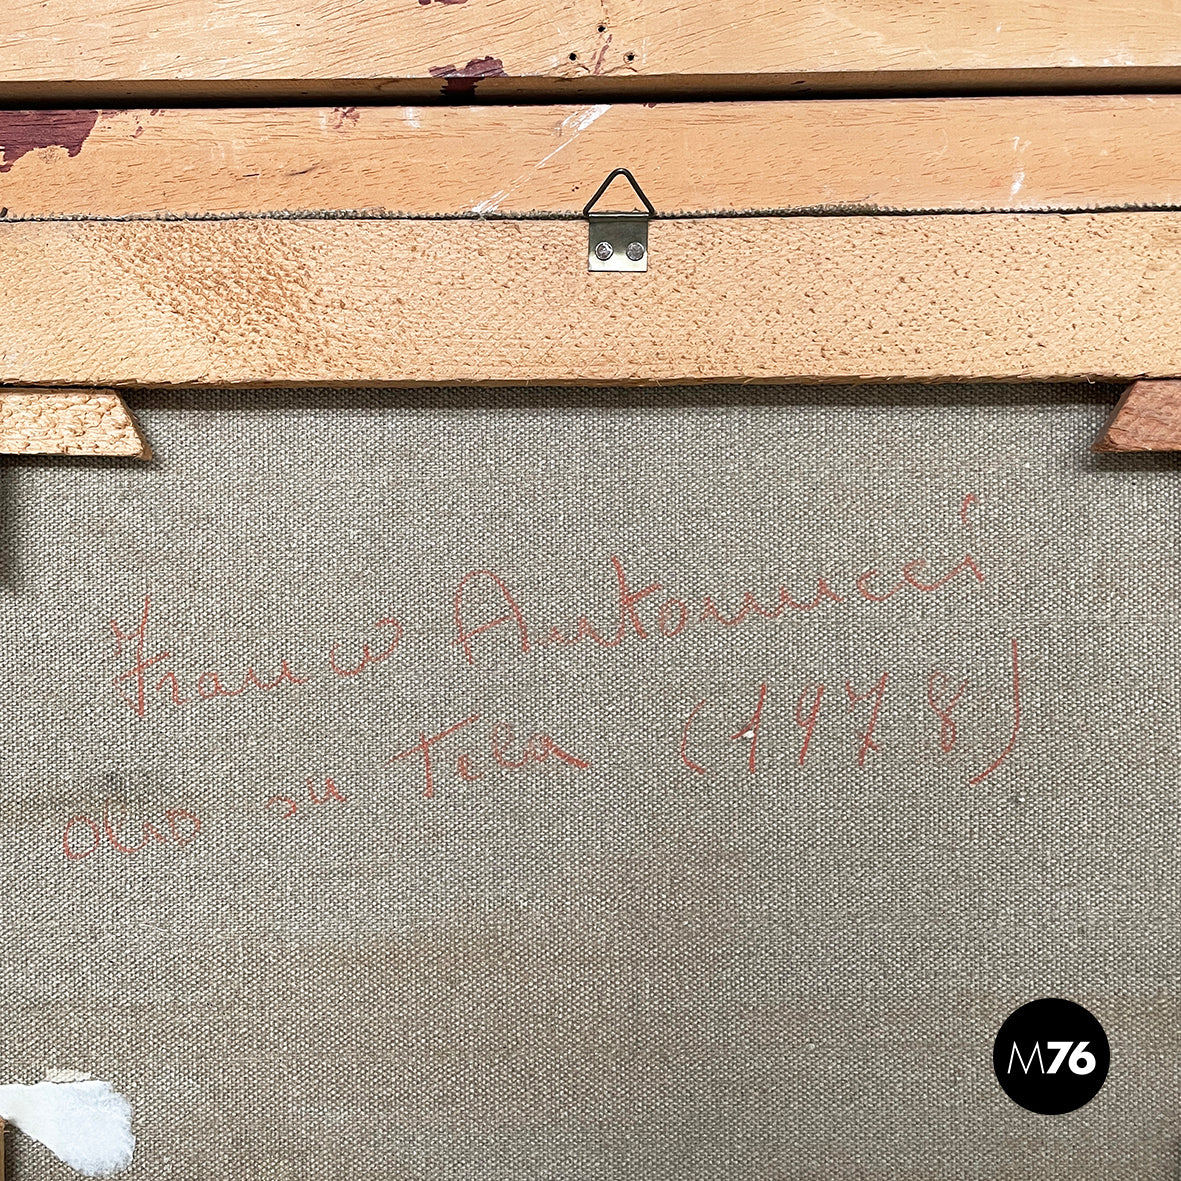 Franco Antonucci
olio su Tela (1978)
M76